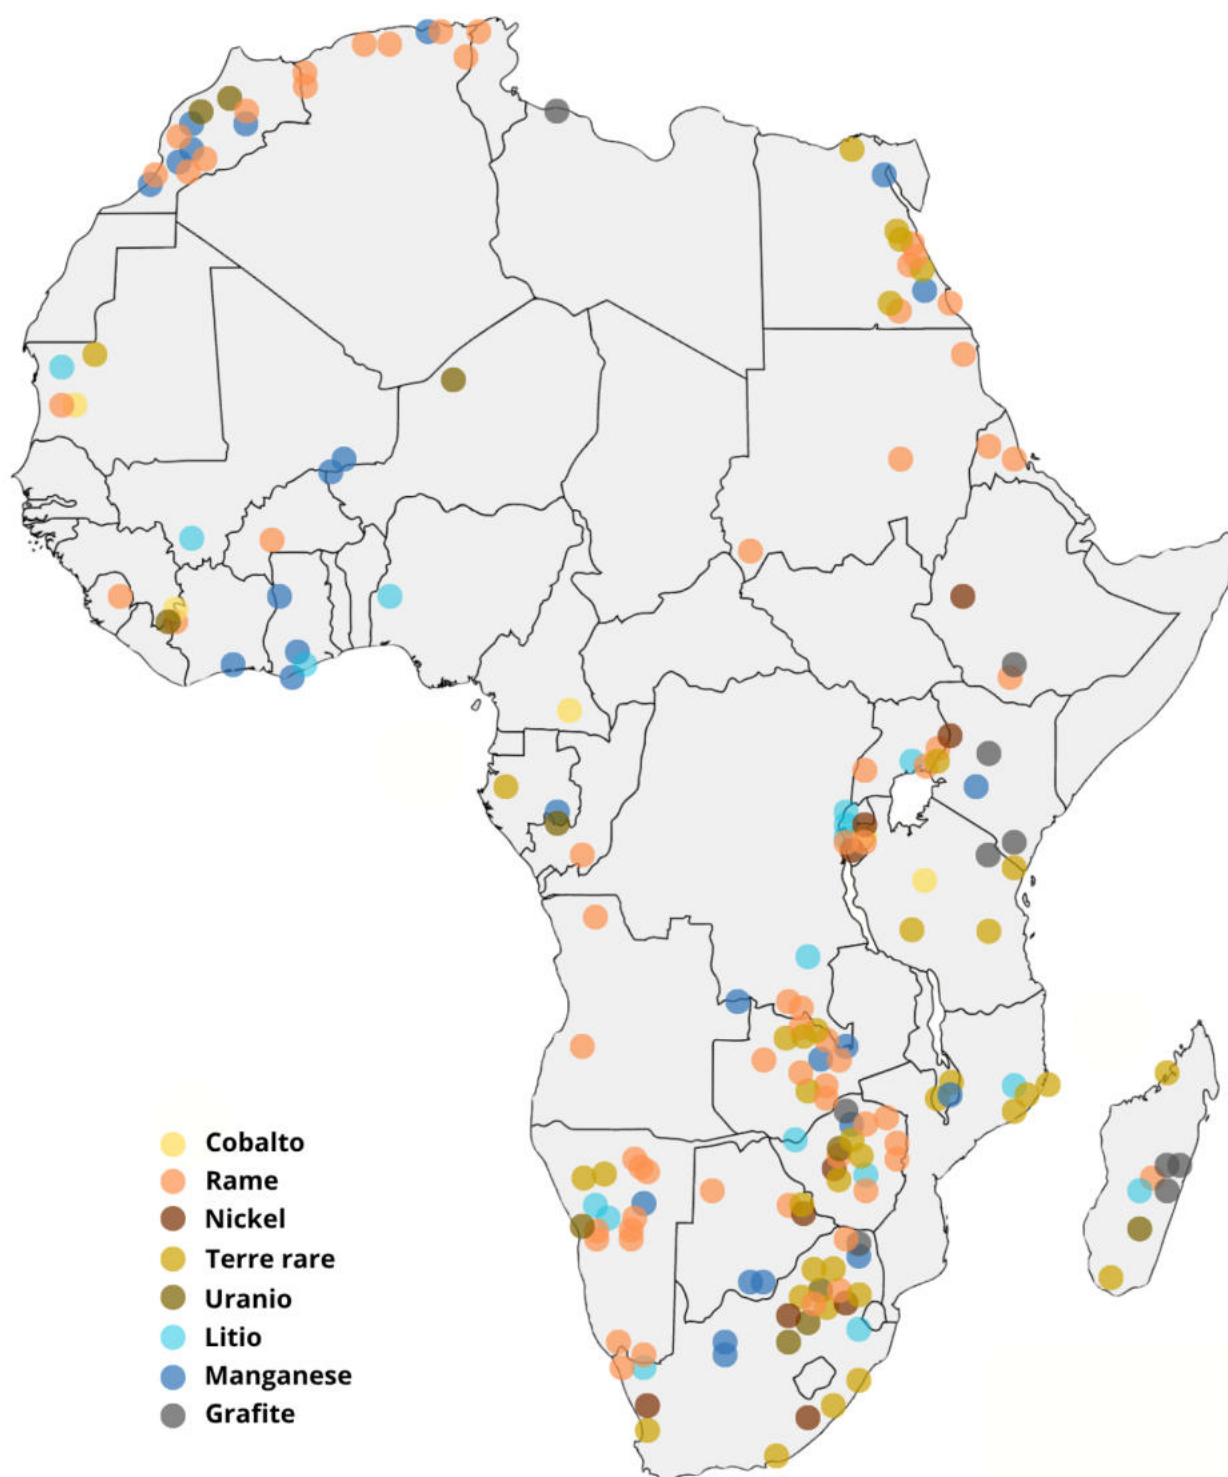 Cobalto
Rame
Nickel
Terre rare
Uranio
Litio
Manganese
Grafite